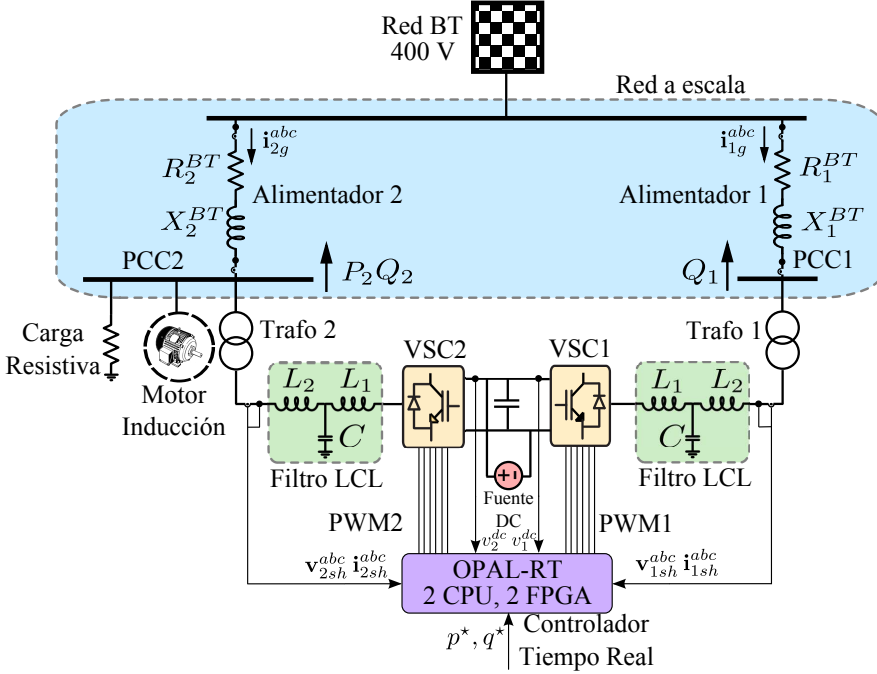 Red BT
400 V
Red a escala
i_{2g}^{abc}
i_{1g}^{abc}
R_2^{BT}
R_1^{BT}
Alimentador 2
Alimentador 1
X_2^{BT}
X_1^{BT}
PCC2
P_2 Q_2
Q_1
PCC1
Carga
Resistiva
Trafo 2
Trafo 1
Motor
Inducción
VSC2
VSC1
L_2
L_1
L_1
L_2
C
C
Filtro LCL
Filtro LCL
Fuente
DC
PWM2
v_2^{dc} v_1^{dc}
PWM1
v_{2sh}^{abc} i_{2sh}^{abc}
v_{1sh}^{abc} i_{1sh}^{abc}
OPAL-RT
2 CPU, 2 FPGA
p^⋆, q^⋆
Controlador
Tiempo Real